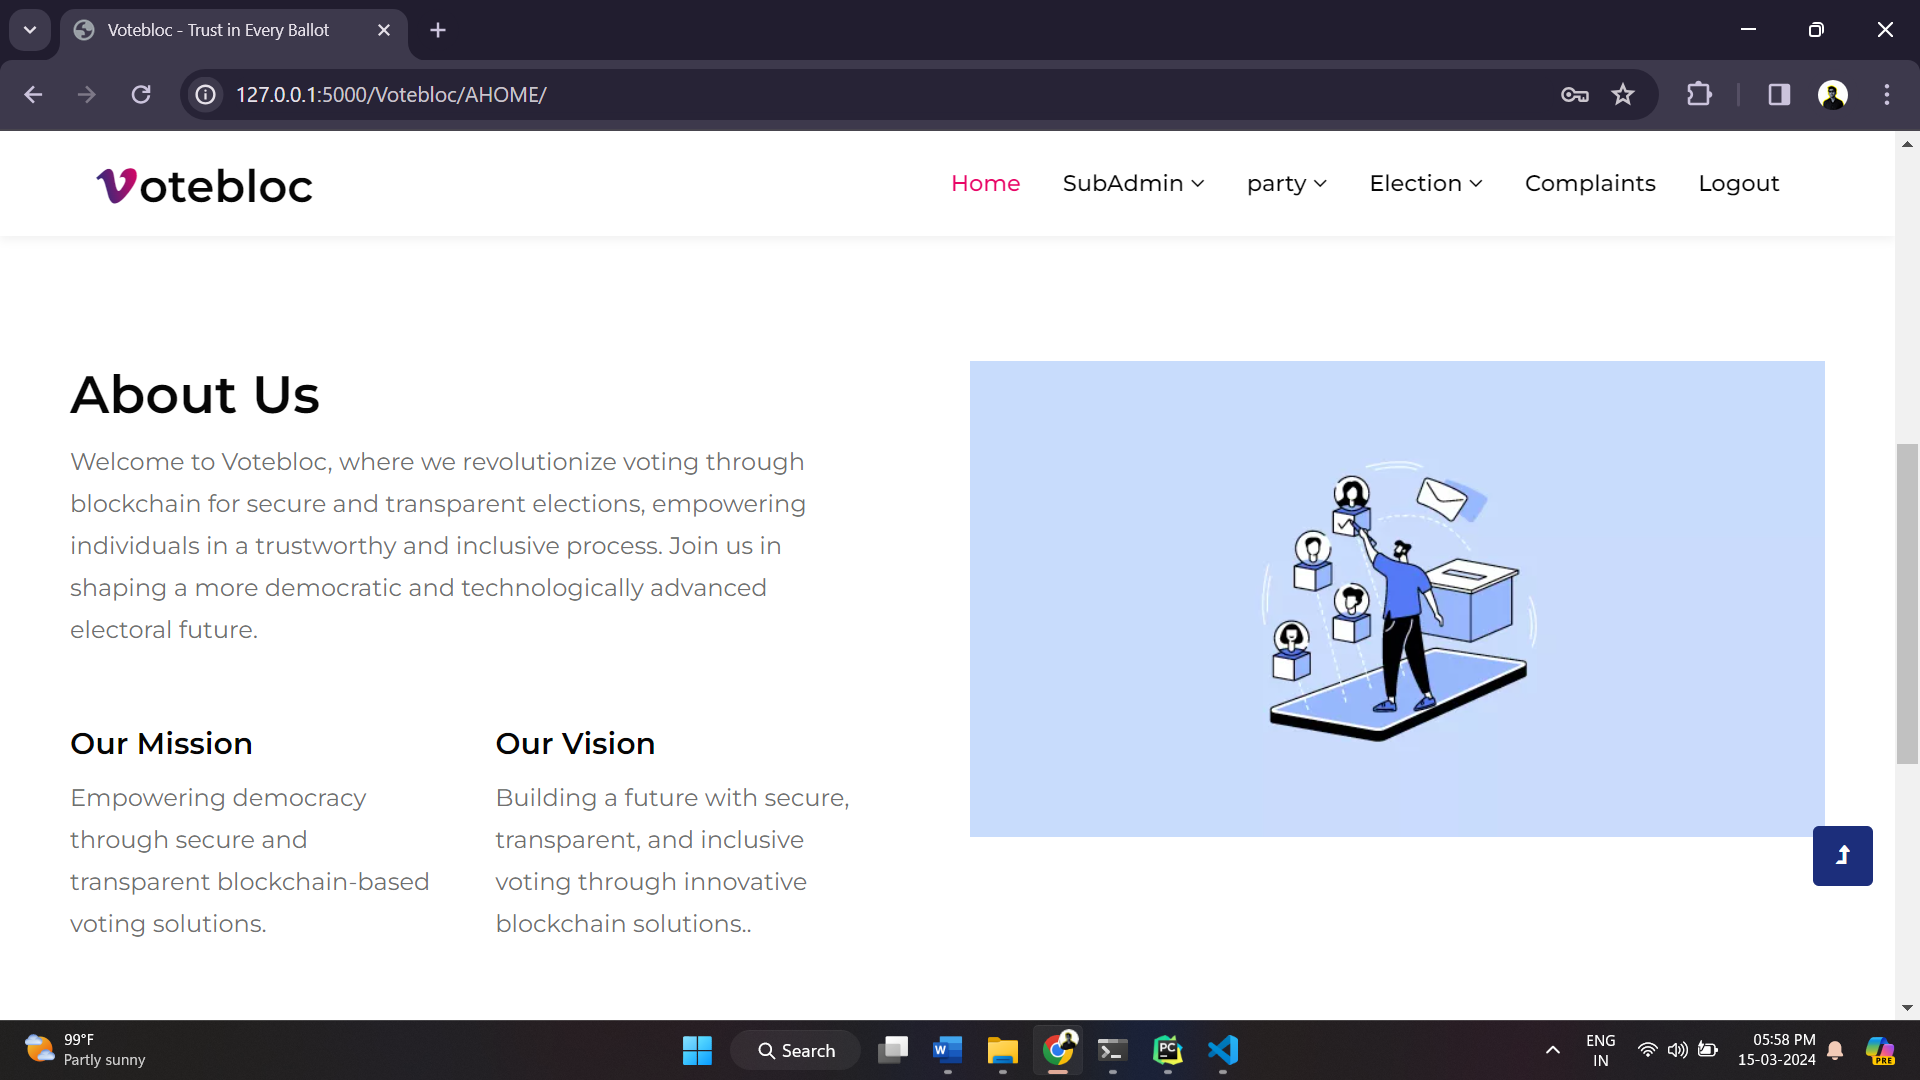 Votebloc - Trust in Every Ballot
127.0.0.1:5000/Votebloc/AHOME/
Votebloc
Home SubAdmin party Election Complaints Logout
About Us
Welcome to Votebloc, where we revolutionize voting through
blockchain for secure and transparent elections, empowering
individuals in a trustworthy and inclusive process. Join us in
shaping a more democratic and technologically advanced
electoral future.
Our Mission
Empowering democracy
through secure and
transparent blockchain-based
voting solutions.
Our Vision
Building a future with secure,
transparent, and inclusive
voting through innovative
blockchain solutions..
99°F
Partly sunny
Search
W
PC
ENG
IN
05:58 PM
15-03-2024
PRE